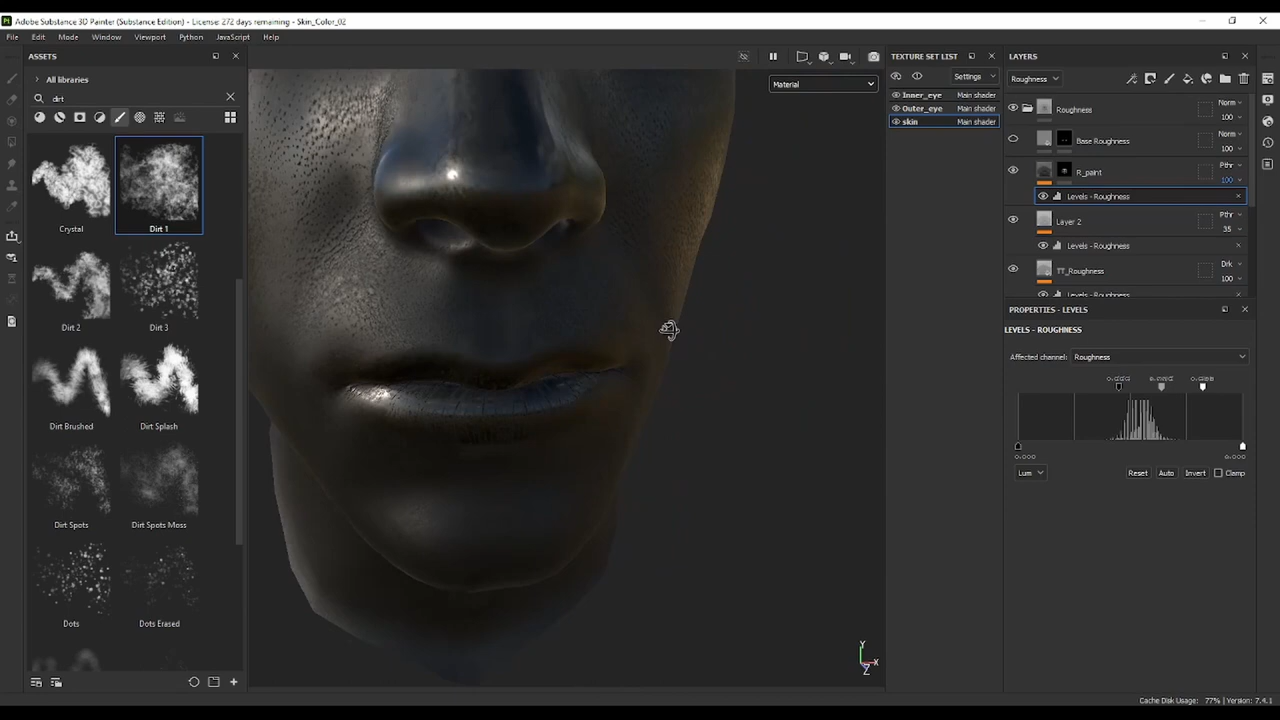 Adobe Substance 3D Painter (Substance Edition) - License: 272 days remaining - Skin_Color_02
File Edit Mode Window Viewport Python JavaScript Help
ASSETS
All libraries
dirt
Crystal Dirt 1
Dirt 2 Dirt 3
Dirt Brushed Dirt Splash
Dirt Spots Dirt Spots Moss
Dots Dots Erased
Material
Y
X
Z
TEXTURE SET LIST
Settings
Inner_eye Main shader
Outer_eye Main shader
skin Main shader
LAYERS
Roughness
Roughness Norm
100
Base Roughness Norm
100
R_paint Pthr
100
Levels - Roughness
Layer 2 Pthr
35
Levels - Roughness
TT_Roughness Drk
100
Levels - Roughness
PROPERTIES - LEVELS
LEVELS - ROUGHNESS
Affected channel: Roughness
Lum Reset Auto Invert Clamp
Cache Disk Usage: 77% | Version: 7.4.1